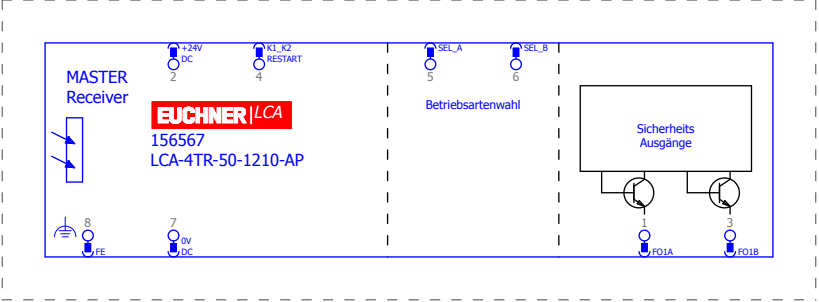 +24V
DC
2
K1_K2
RESTART
4
SEL_A
5
SEL_B
6
MASTER
Receiver
EUCHNER LCA
156567
LCA-4TR-50-1210-AP
Betriebsartenwahl
Sicherheits
Ausgänge
8
FE
7
0V
DC
1
FO1A
3
FO1B